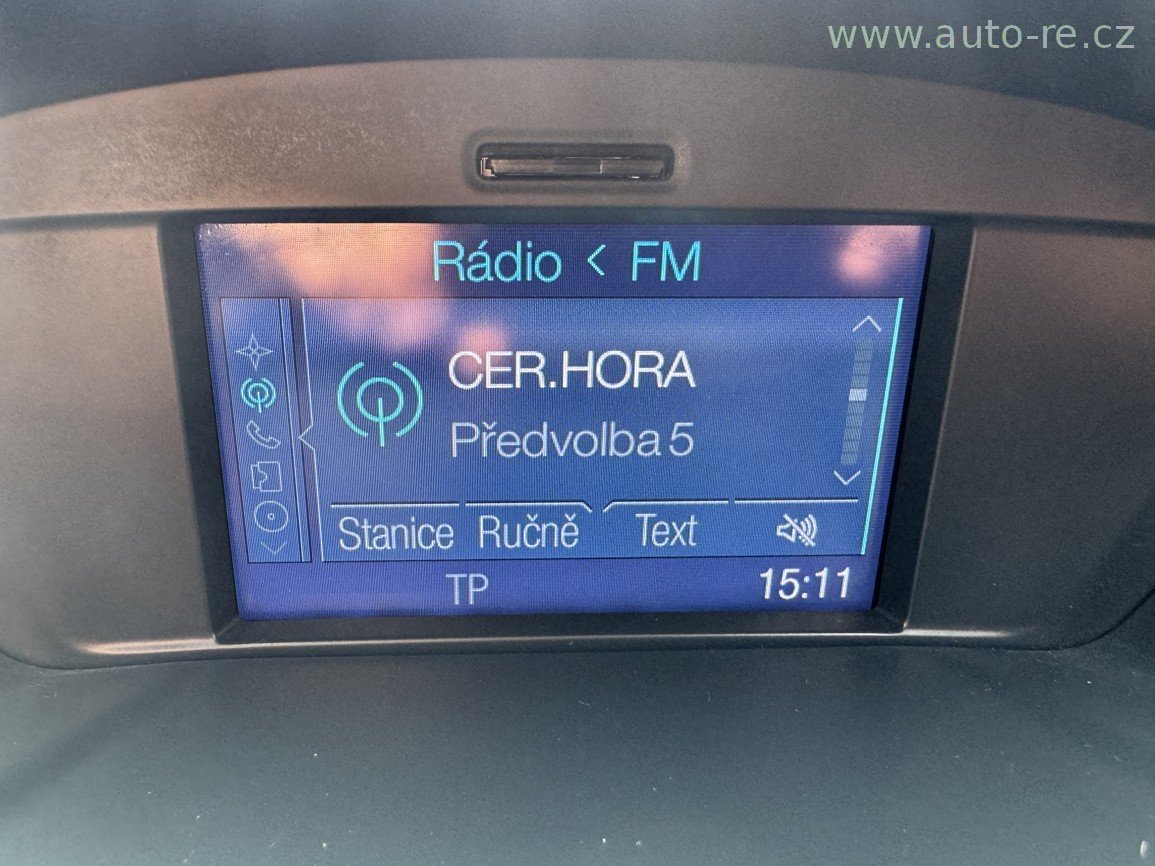 www.auto-re.cz
Rádio < FM
CER.HORA
Předvolba 5
Stanice Ručně Text
TP 15:11